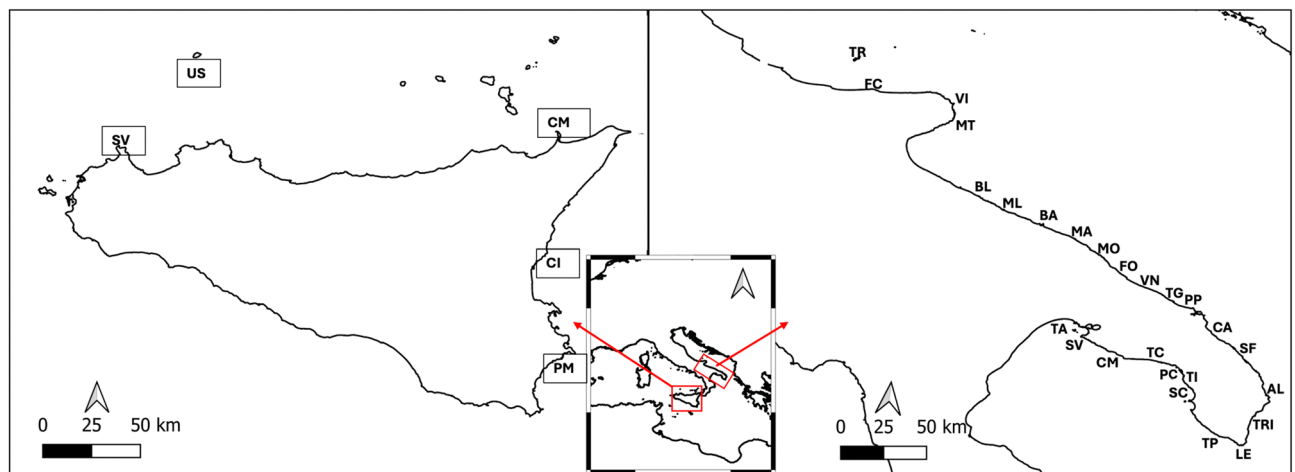 US
SV
CM
CI
PM
0 25 50 km
TR
FC
VI
MT
BL
ML
BA
MA
MO
FO
VN
TG
PP
CA
SF
AL
TRI
LE
TP
SC
TI
PC
TC
CM
SV
TA
0 25 50 km